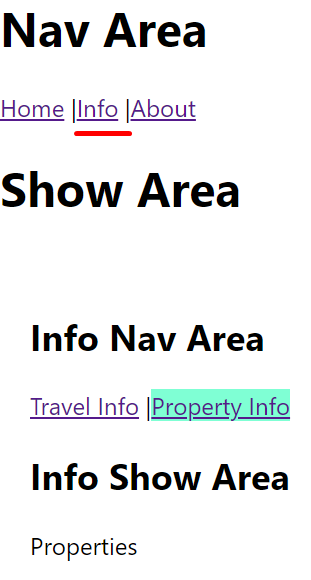 Nav Area
Home |Info |About
Show Area
Info Nav Area
Travel Info |Property Info
Info Show Area
Properties